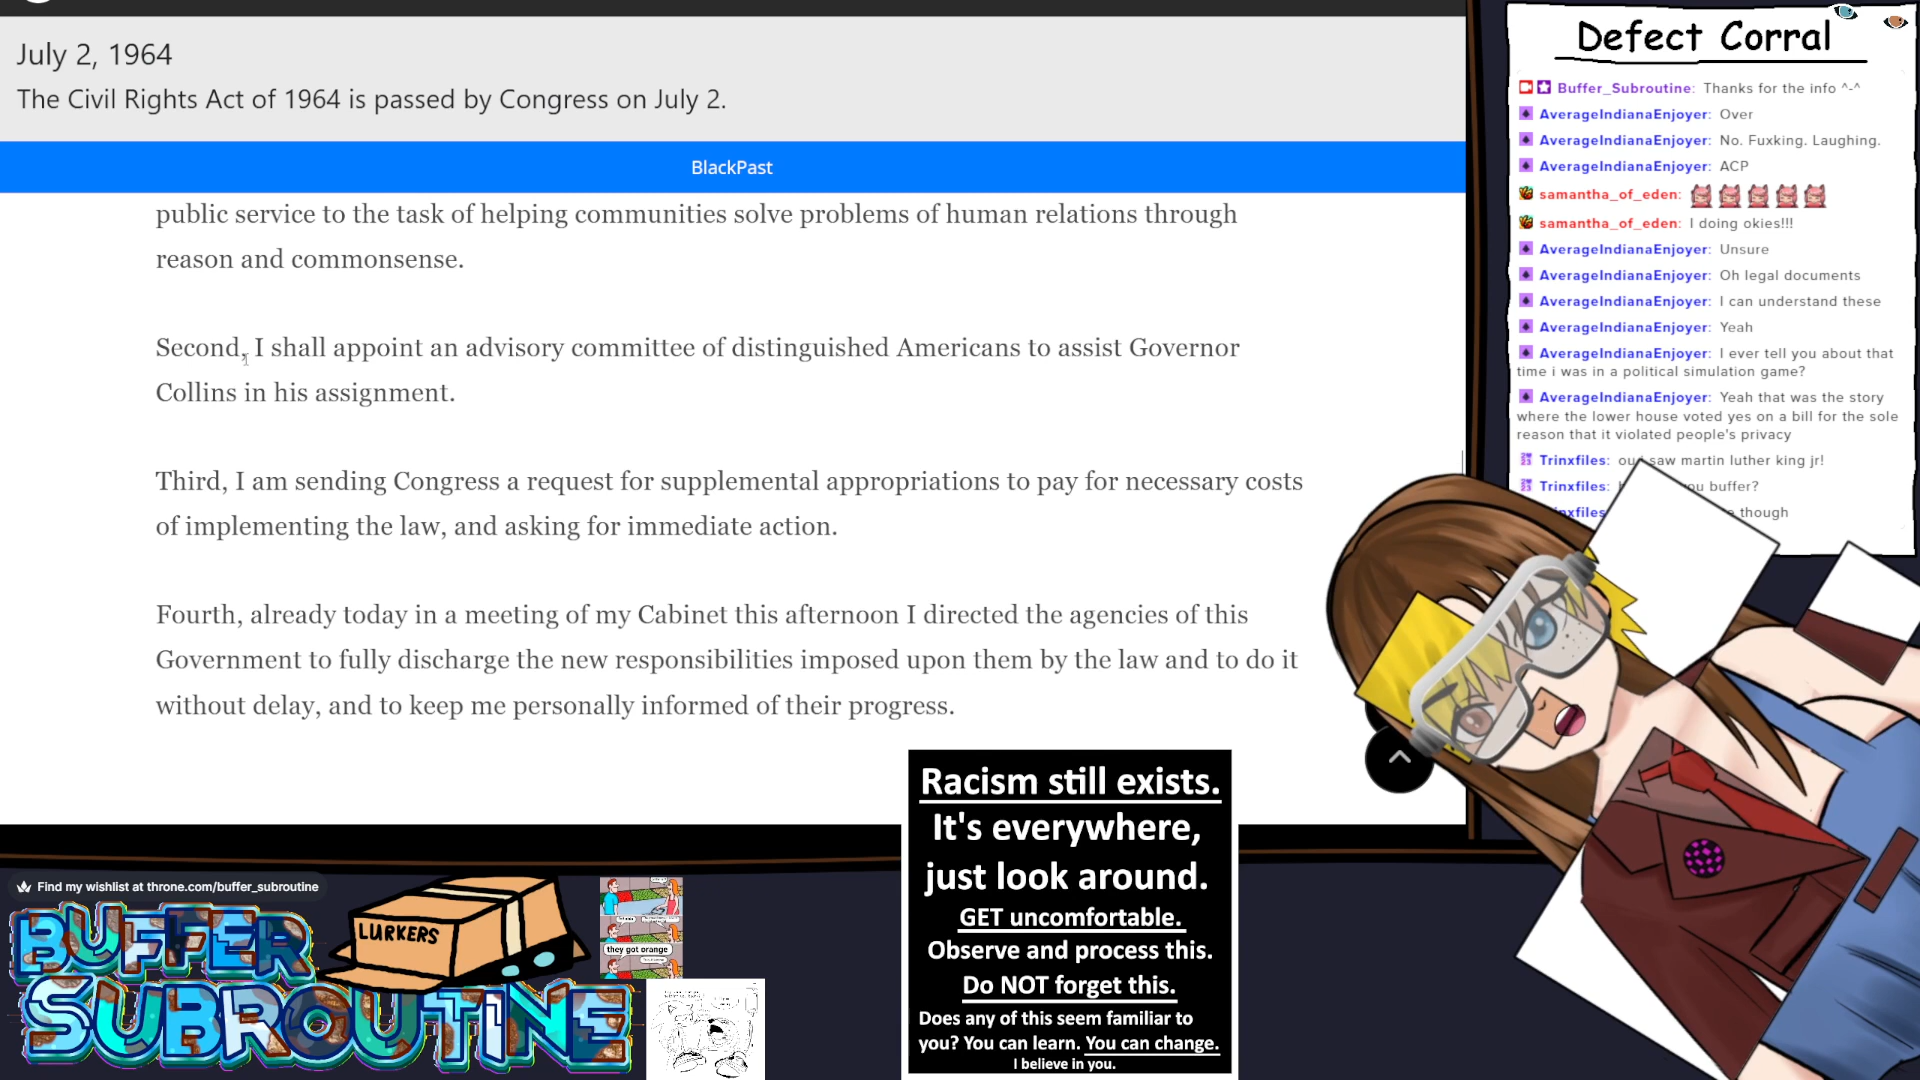 July 2, 1964
The Civil Rights Act of 1964 is passed by Congress on July 2.
BlackPast
public service to the task of helping communities solve problems of human relations through
reason and commonsense.
Second, I shall appoint an advisory committee of distinguished Americans to assist Governor
Collins in his assignment.
Third, I am sending Congress a request for supplemental appropriations to pay for necessary costs
of implementing the law, and asking for immediate action.
Fourth, already today in a meeting of my Cabinet this afternoon I directed the agencies of this
Government to fully discharge the new responsibilities imposed upon them by the law and to do it
without delay, and to keep me personally informed of their progress.
Defect Corral
Buffer_Subroutine: Thanks for the info ^-^
AverageIndianaEnjoyer: Over
AverageIndianaEnjoyer: No. Fuxking. Laughing.
AverageIndianaEnjoyer: ACP
samantha_of_eden:
samantha_of_eden: I doing okies!!!
AverageIndianaEnjoyer: Unsure
AverageIndianaEnjoyer: Oh legal documents
AverageIndianaEnjoyer: I can understand these
AverageIndianaEnjoyer: Yeah
AverageIndianaEnjoyer: I ever tell you about that
time i was in a political simulation game?
AverageIndianaEnjoyer: Yeah that was the story
where the lower house voted yes on a bill for the sole
reason that it violated people's privacy
Trinxfiles: saw martin luther king jr!
Trinxfiles: buffer?
though
Find my wishlist at throne.com/buffer_subroutine
BUFFER
SUBROUTINE
LURKERS
they got orange
Racism still exists.
It's everywhere,
just look around.
GET uncomfortable.
Observe and process this.
Do NOT forget this.
Does any of this seem familiar to
you? You can learn. You can change.
I believe in you.